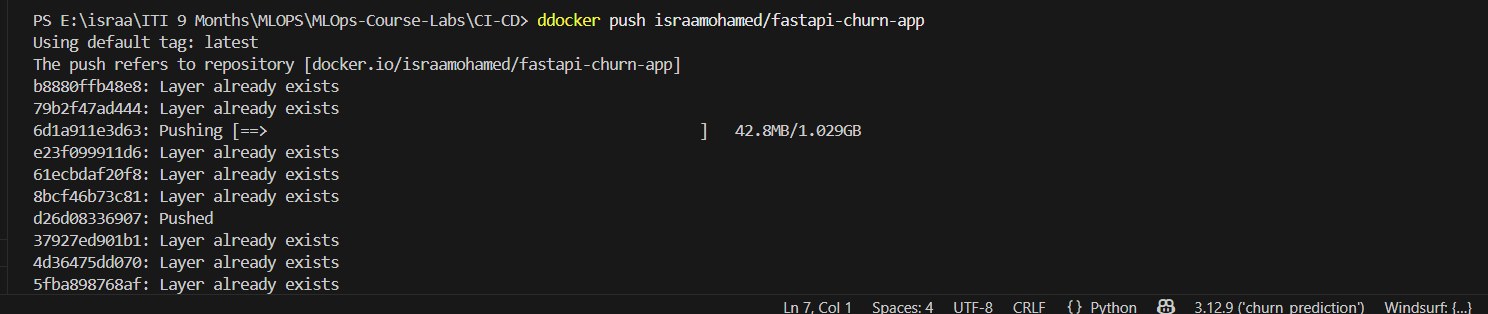 PS E:\israa\ITI 9 Months\MLOPS\MLOps-Course-Labs\CI-CD> ddocker push israamohamed/fastapi-churn-app
Using default tag: latest
The push refers to repository [docker.io/israamohamed/fastapi-churn-app]
b8880ffb48e8: Layer already exists
79b2f47ad444: Layer already exists
6d1a911e3d63: Pushing [==> ] 42.8MB/1.029GB
e23f099911d6: Layer already exists
61ecbdaf20f8: Layer already exists
8bcf46b73c81: Layer already exists
d26d08336907: Pushed
37927ed901b1: Layer already exists
4d36475dd070: Layer already exists
5fba898768af: Layer already exists
Ln 7, Col 1 Spaces: 4 UTF-8 CRLF {} Python 3.12.9 ('churn_prediction') Windsurf: {...}